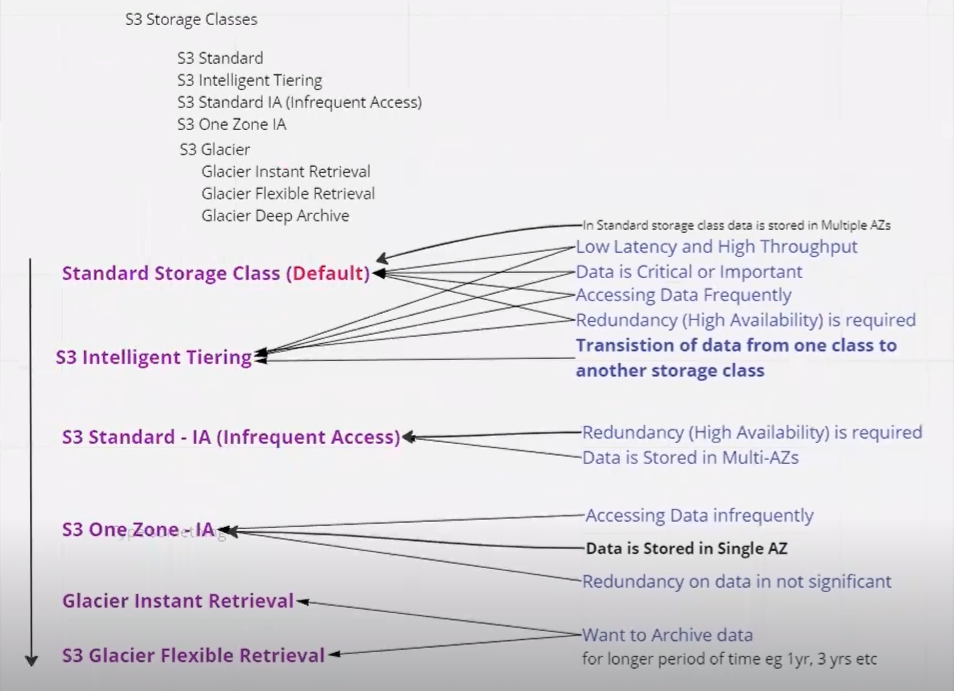 S3 Storage Classes
S3 Standard
S3 Intelligent Tiering
S3 Standard IA (Infrequent Access)
S3 One Zone IA
S3 Glacier
Glacier Instant Retrieval
Glacier Flexible Retrieval
Glacier Deep Archive
In Standard storage class data is stored in Multiple AZs
Low Latency and High Throughput
Standard Storage Class (Default)
Data is Critical or Important
Accessing Data Frequently
Redundancy (High Availability) is required
S3 Intelligent Tiering
Transistion of data from one class to
another storage class
S3 Standard - IA (Infrequent Access)
Redundancy (High Availability) is required
Data is Stored in Multi-AZs
S3 One Zone - IA
Accessing Data infrequently
Data is Stored in Single AZ
Redundancy on data in not significant
Glacier Instant Retrieval
S3 Glacier Flexible Retrieval
Want to Archive data
for longer period of time eg 1yr, 3 yrs etc